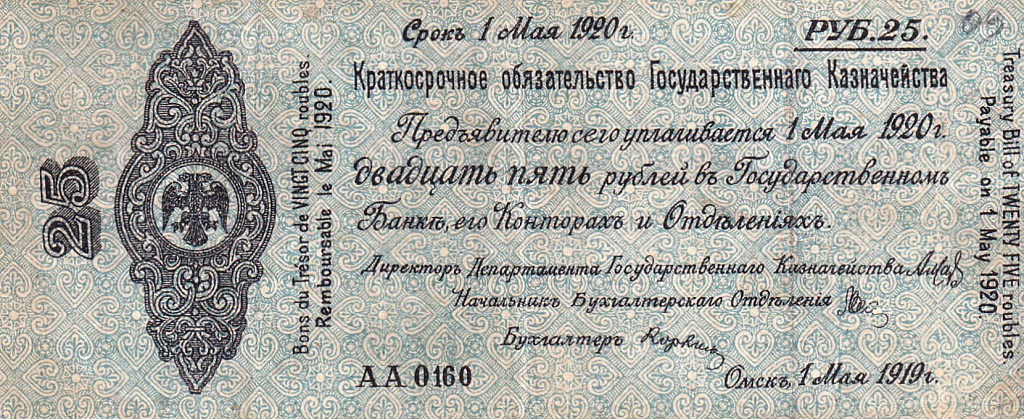 Срокъ 1 Мая 1920 г.
РУБ. 25.
Краткосрочное обязательство Государственнаго Казначейства
Предъявителю сего уплачивается 1 Мая 1920 г.
двадцать пять рублей въ Государственномъ
Банкѣ, его Конторахъ и Отдѣленіяхъ.
Директоръ Департамента Государственнаго Казначейства
Начальникъ Бухгалтерскаго Отдѣленія
Бухгалтеръ
АА 0160
Омскъ, 1 Мая 1919 г.
25
Bons du Trésor de VINGT CINQ roubles
Remboursable le 1 Mai 1920.
Treasury Bill of TWENTY FIVE roubles
Payable on 1 May 1920.